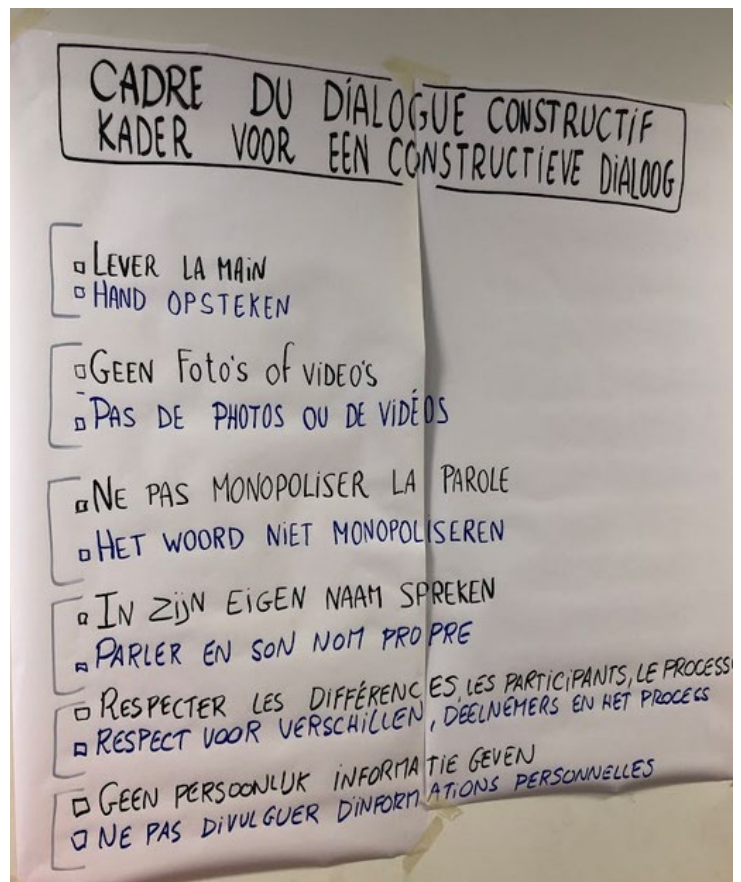 CADRE DU DIALOGUE CONSTRUCTIF
KADER VOOR EEN CONSTRUCTIEVE DIALOOG
LEVER LA MAIN
HAND OPSTEKEN
GEEN FOTO'S OF VIDEO'S
PAS DE PHOTOS OU DE VIDÉOS
NE PAS MONOPOLISER LA PAROLE
HET WOORD NIET MONOPOLISEREN
IN ZIJN EIGEN NAAM SPREKEN
PARLER EN SON NOM PROPRE
RESPECTER LES DIFFÉRENCES, LES PARTICIPANTS, LE PROCESS
RESPECT VOOR VERSCHILLEN, DEELNEMERS EN HET PROCESS
GEEN PERSOONLIJK INFORMATIE GEVEN
NE PAS DIVULGUER D'INFORMATIONS PERSONNELLES